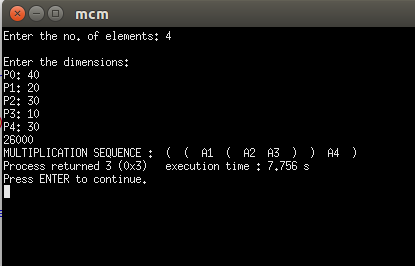 mcm
Enter the no. of elements: 4
Enter the dimensions:
P0: 40
P1: 20
P2: 30
P3: 10
P4: 30
26000
MULTIPLICATION SEQUENCE :  (  (  A1  (  A2  A3  )  )  A4  )
Process returned 3 (0x3)   execution time : 7.756 s
Press ENTER to continue.